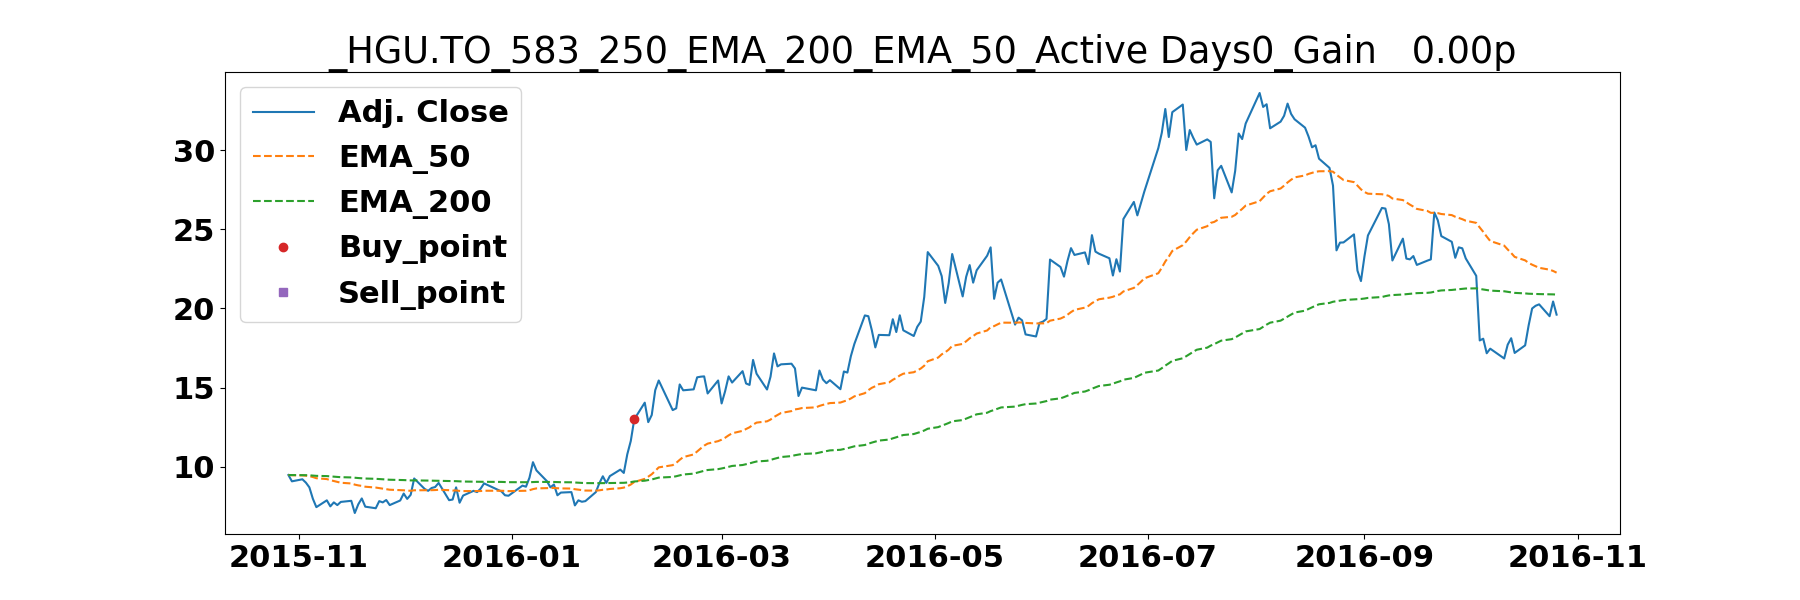 _HGU.TO_583_250_EMA_200_EMA_50_Active Days0_Gain   0.00p
Adj. Close
EMA_50
EMA_200
Buy_point
Sell_point
30
25
20
15
10
2015-11 2016-01 2016-03 2016-05 2016-07 2016-09 2016-11